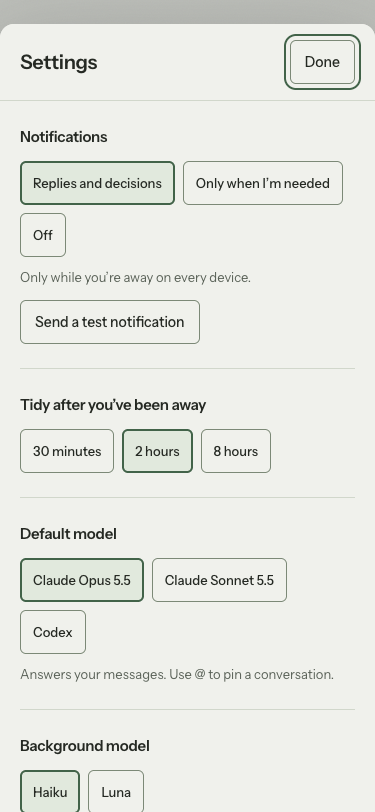 Settings
Done
Notifications
Replies and decisions
Only when I’m needed
Off
Only while you’re away on every device.
Send a test notification
Tidy after you’ve been away
30 minutes
2 hours
8 hours
Default model
Claude Opus 5.5
Claude Sonnet 5.5
Codex
Answers your messages. Use @ to pin a conversation.
Background model
Haiku
Luna